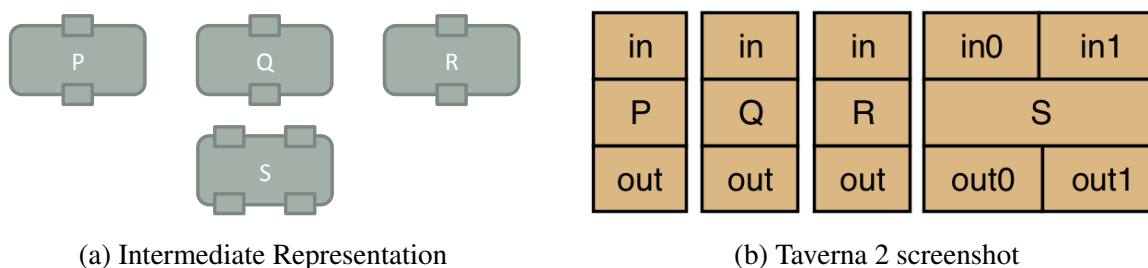 P Q R
S
in in in in0 in1
P Q R S
out out out out0 out1
(a) Intermediate Representation (b) Taverna 2 screenshot